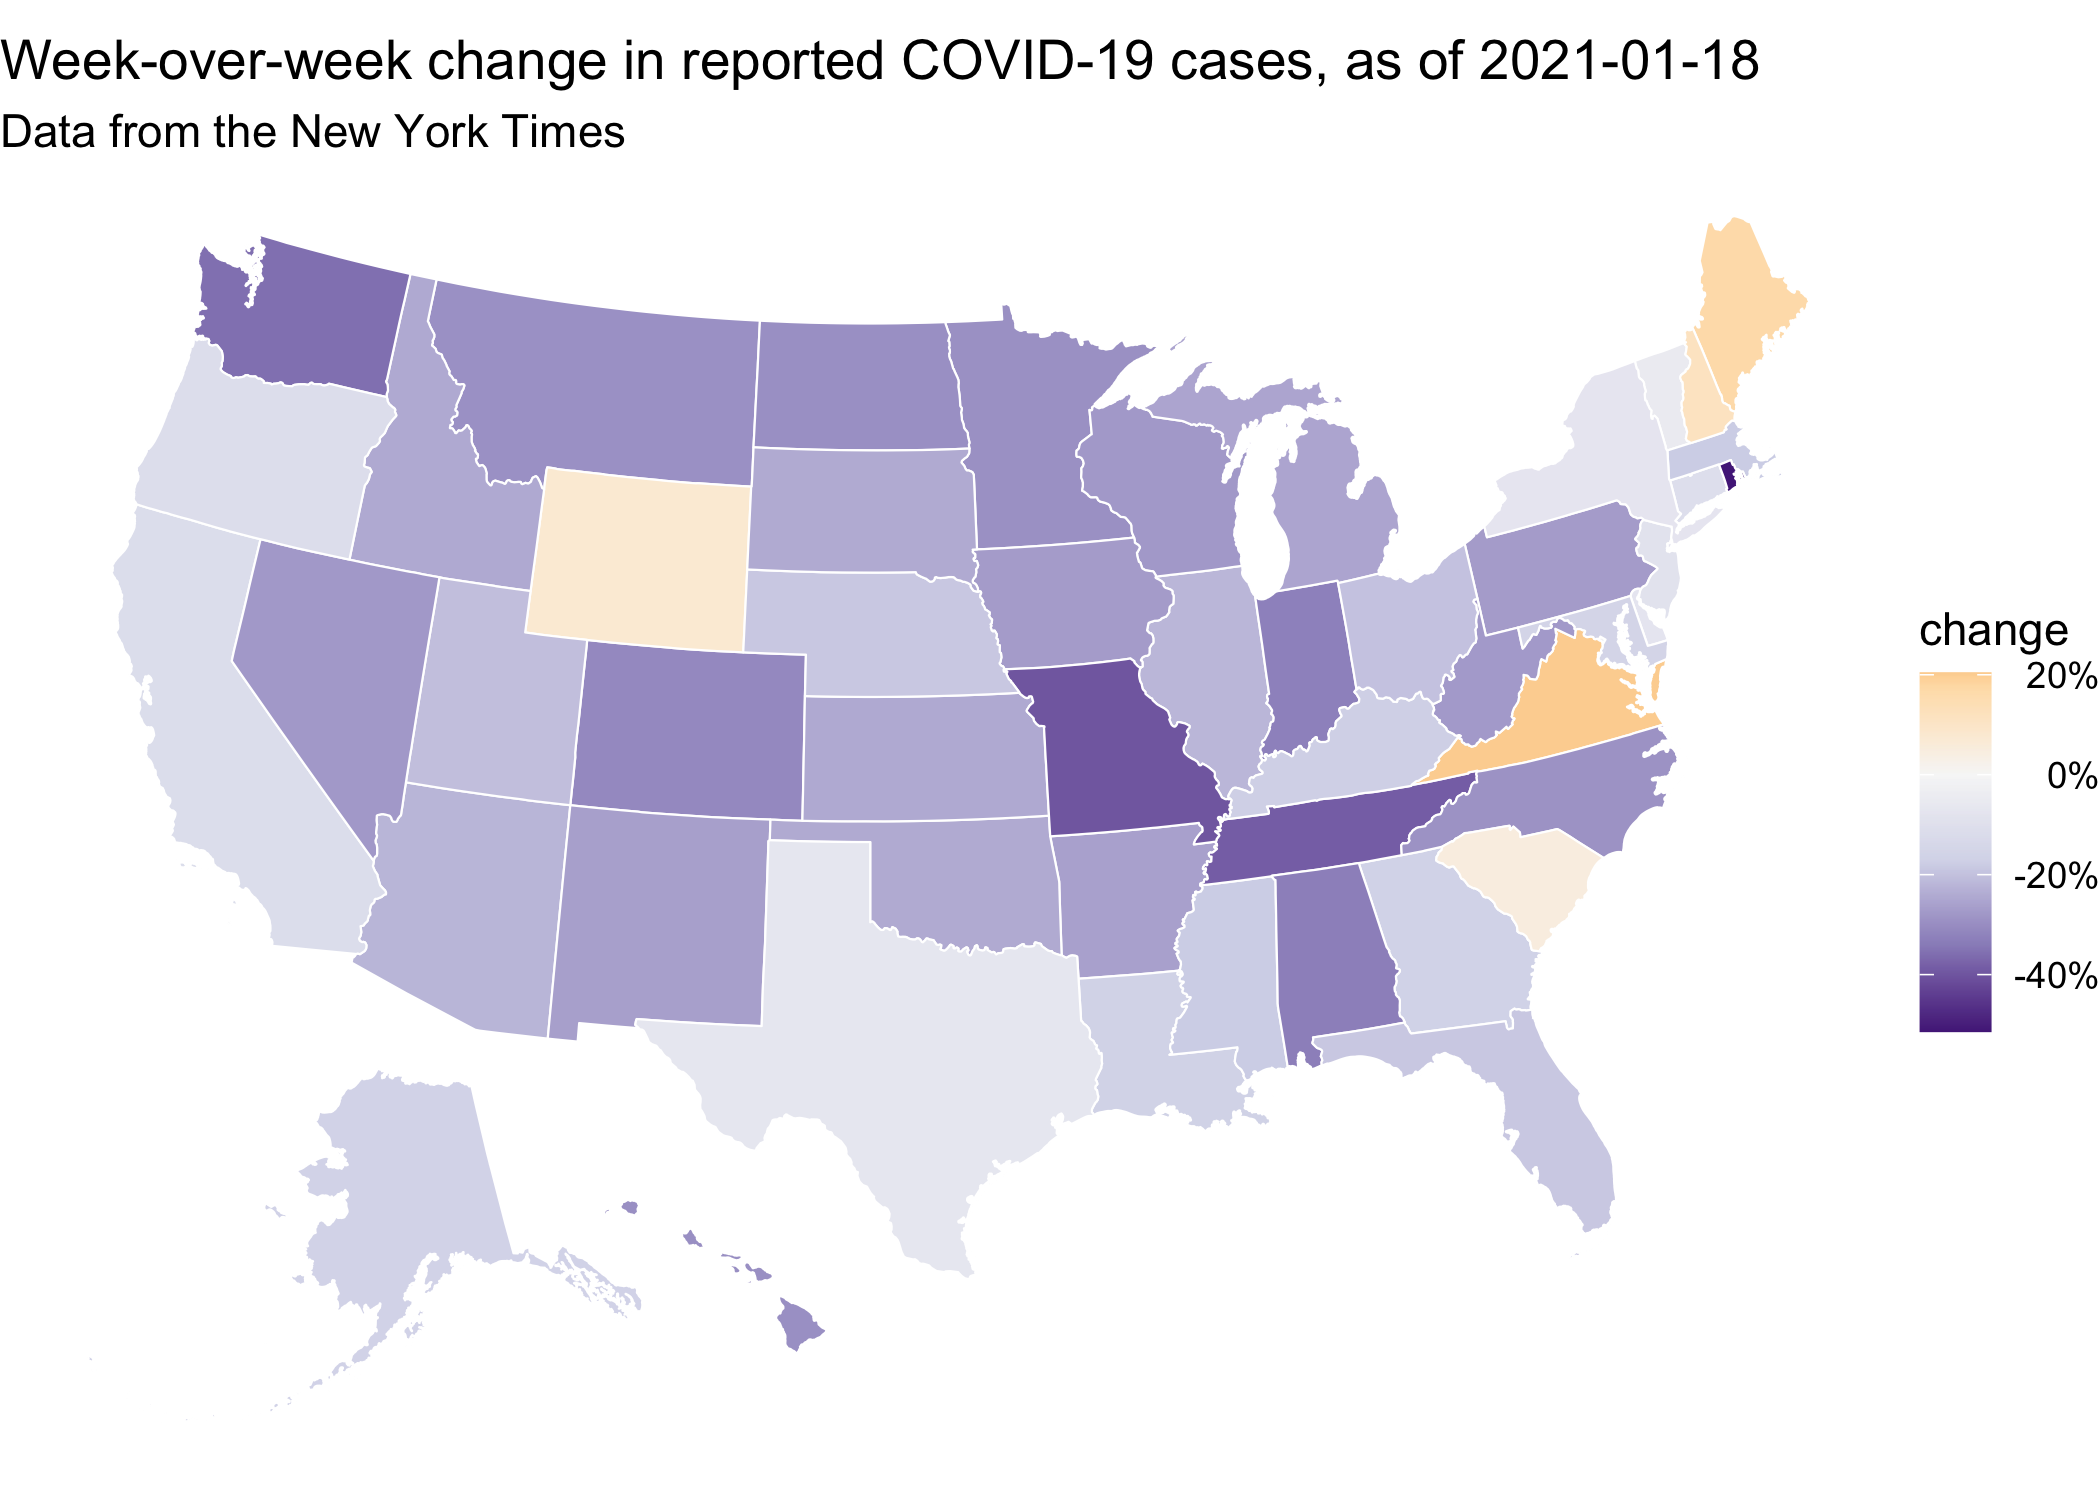 Week-over-week change in reported COVID-19 cases, as of 2021-01-18
Data from the New York Times
change
20%
0%
-20%
-40%